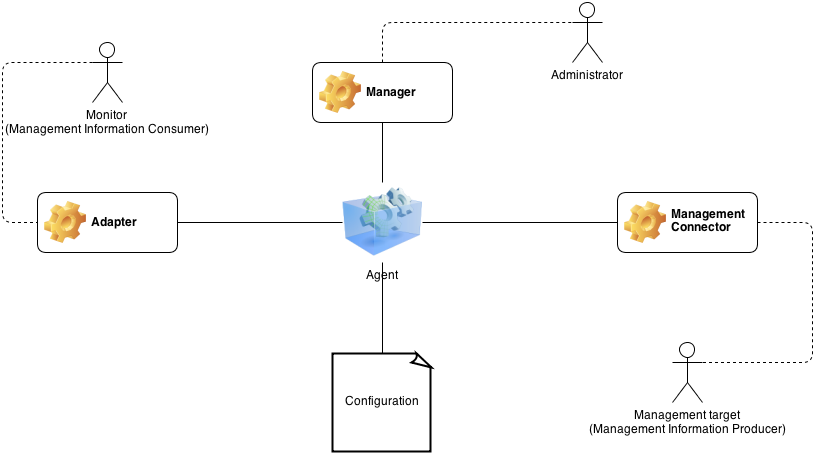 Administrator
Manager
Monitor
(Management Information Consumer)
Adapter
Management
Connector
Agent
Configuration
Management target
(Management Information Producer)